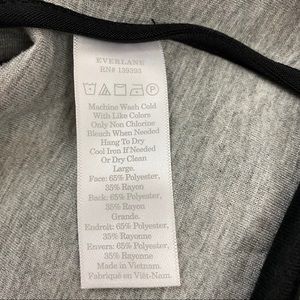 EVERLANE
RN# 139393
Machine Wash Cold
With Like Colors
Only Non Chlorine
Bleach When Needed
Hang To Dry
Cool Iron If Needed
Or Dry Clean
Large.
Face: 65% Polyester,
35% Rayon
Back: 65% Polyester,
35% Rayon
Grande.
Endroit: 65% Polyester,
35% Rayonne
Envers: 65% Polyester,
35% Rayonne
Made in Vietnam.
Fabriqué en Viêt-Nam.